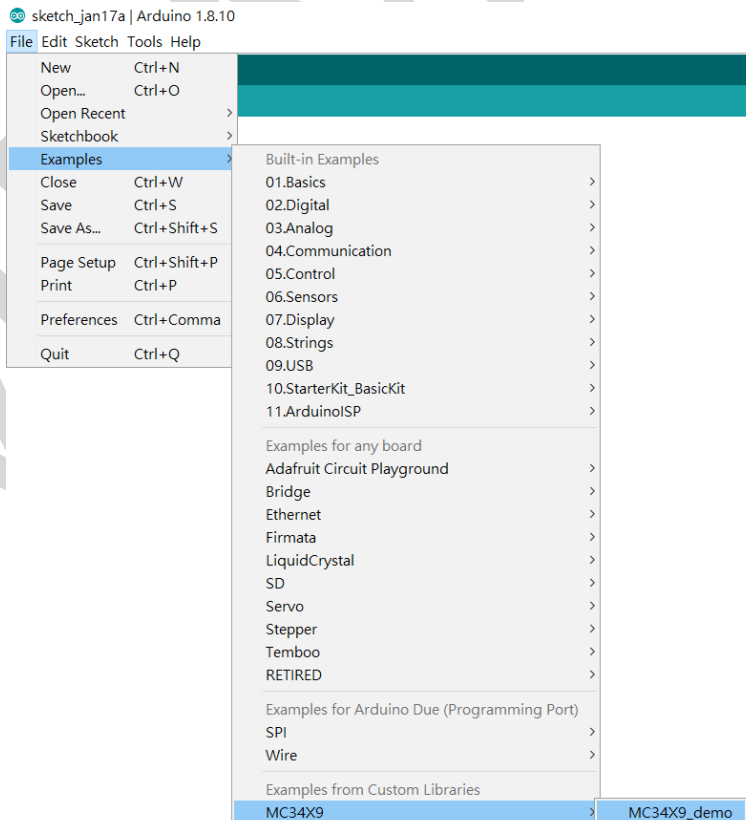 sketch_jan17a | Arduino 1.8.10
File Edit Sketch Tools Help
New Ctrl+N
Open... Ctrl+O
Open Recent
Sketchbook
Examples
Close Ctrl+W
Save Ctrl+S
Save As... Ctrl+Shift+S
Page Setup Ctrl+Shift+P
Print Ctrl+P
Preferences Ctrl+Comma
Quit Ctrl+Q
Built-in Examples
01.Basics
02.Digital
03.Analog
04.Communication
05.Control
06.Sensors
07.Display
08.Strings
09.USB
10.StarterKit_BasicKit
11.ArduinoISP
Examples for any board
Adafruit Circuit Playground
Bridge
Ethernet
Firmata
LiquidCrystal
SD
Servo
Stepper
Temboo
RETIRED
Examples for Arduino Due (Programming Port)
SPI
Wire
Examples from Custom Libraries
MC34X9
MC34X9_demo